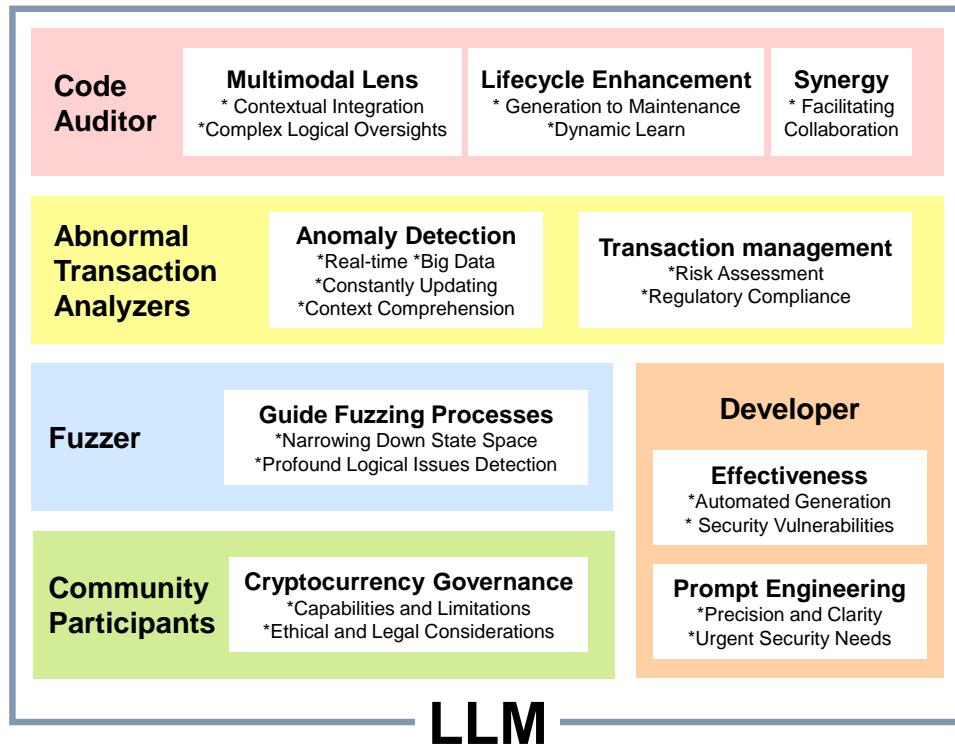 Code
Auditor
Multimodal Lens
* Contextual Integration
*Complex Logical Oversights
Lifecycle Enhancement
* Generation to Maintenance
*Dynamic Learn
Synergy
* Facilitating
Collaboration
Abnormal
Transaction
Analyzers
Anomaly Detection
*Real-time *Big Data
*Constantly Updating
*Context Comprehension
Transaction management
*Risk Assessment
*Regulatory Compliance
Fuzzer
Guide Fuzzing Processes
*Narrowing Down State Space
*Profound Logical Issues Detection
Developer
Effectiveness
*Automated Generation
* Security Vulnerabilities
Prompt Engineering
*Precision and Clarity
*Urgent Security Needs
Community
Participants
Cryptocurrency Governance
*Capabilities and Limitations
*Ethical and Legal Considerations
LLM